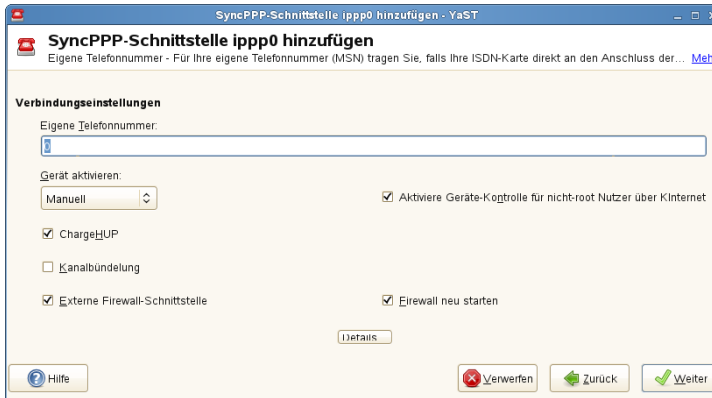 SyncPPP-Schnittstelle ippp0 hinzufügen - YaST
SyncPPP-Schnittstelle ippp0 hinzufügen
Eigene Telefonnummer - Für Ihre eigene Telefonnummer (MSN) tragen Sie, falls Ihre ISDN-Karte direkt an den Anschluss der... Meh
Verbindungseinstellungen
Eigene Telefonnummer:
0
Gerät aktivieren:
Manuell
Aktiviere Geräte-Kontrolle für nicht-root Nutzer über KInternet
ChargeHUP
Kanalbündelung
Externe Firewall-Schnittstelle
Firewall neu starten
Details...
Hilfe
Verwerfen
Zurück
Weiter